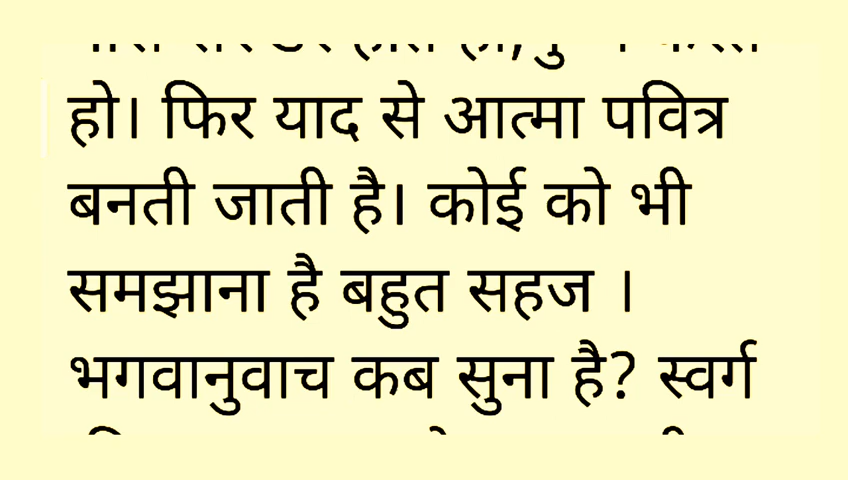 हो। फिर याद से आत्मा पवित्र
बनती जाती है। कोई को भी
समझाना है बहुत सहज ।
भगवानुवाच कब सुना है? स्वर्ग